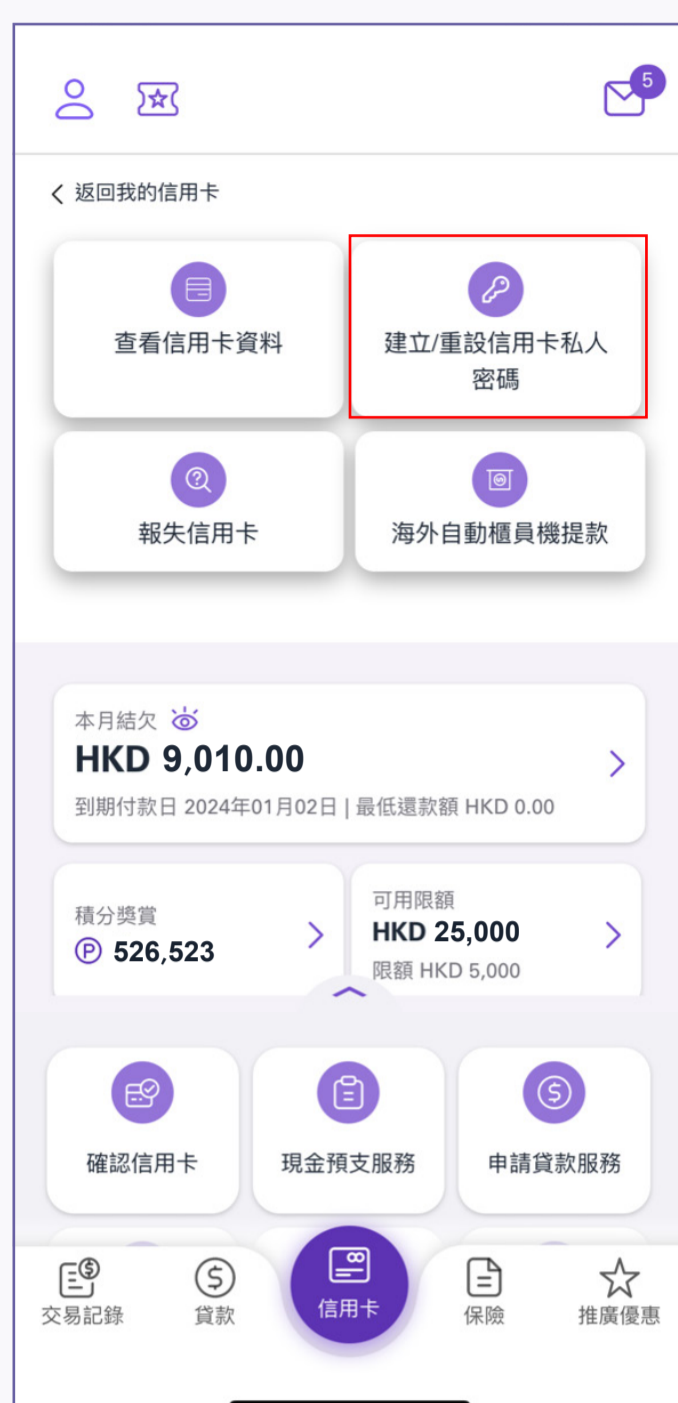 5
返回我的信用卡
查看信用卡資料
建立/重設信用卡私人
密碼
報失信用卡
海外自動櫃員機提款
本月結欠
HKD 9,010.00
到期付款日 2024年01月02日 | 最低還款額 HKD 0.00
積分獎賞
P 526,523
可用限額
HKD 25,000
限額 HKD 5,000
確認信用卡
現金預支服務
申請貸款服務
交易記錄
貸款
信用卡
保險
推廣優惠